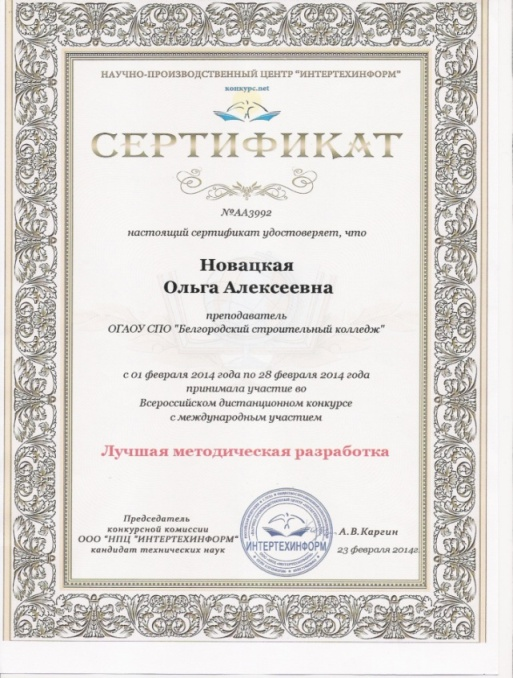 НАУЧНО-ПРОИЗВОДСТВЕННЫЙ ЦЕНТР "ИНТЕРТЕХИНФОРМ"
конкурс.net
СЕРТИФИКАТ
№АА3992
настоящий сертификат удостоверяет, что
Новацкая
Ольга Алексеевна
преподаватель
ОГАОУ СПО "Белгородский строительный колледж"
с 01 февраля 2014 года по 28 февраля 2014 года
принимала участие во
Всероссийском дистанционном конкурсе
с международным участием
Лучшая методическая разработка
Председатель
конкурсной комиссии
ООО "НПЦ "ИНТЕРТЕХИНФОРМ"
кандидат технических наук
ИНТЕРТЕХИНФОРМ
А.В.Каргин
23 февраля 2014г.